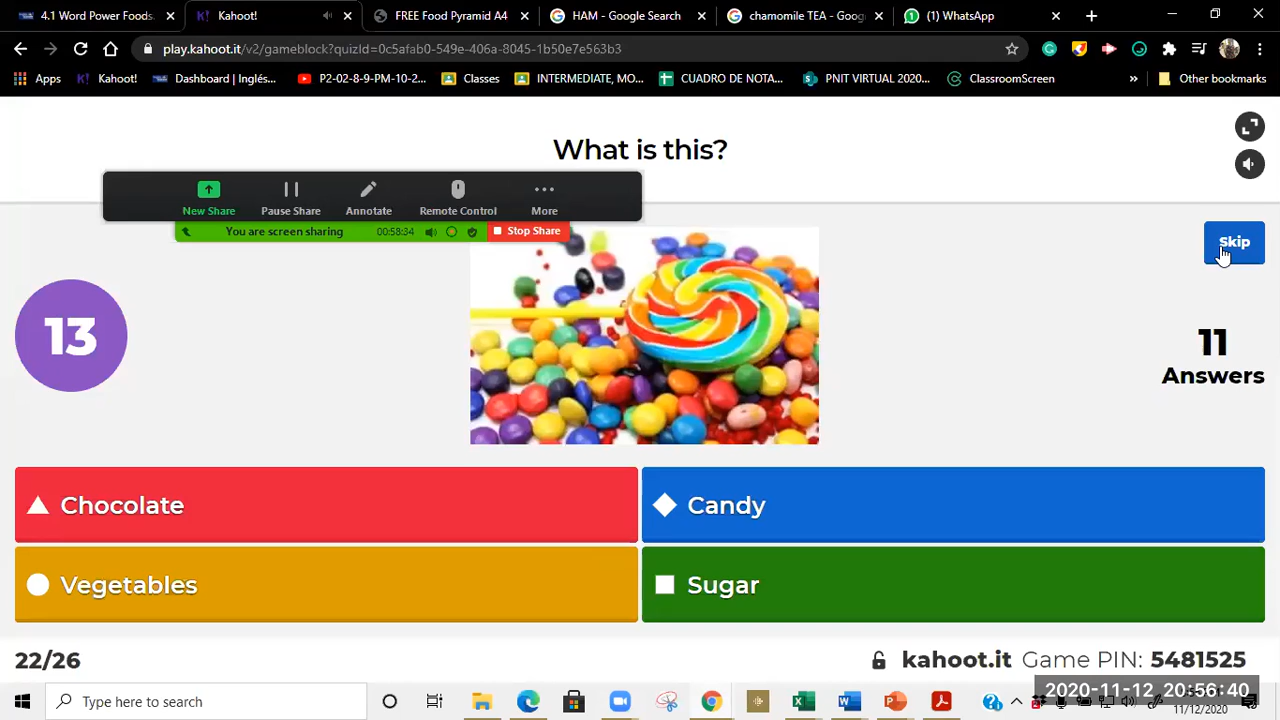 4.1 Word Power Foods.
Kahoot!
FREE Food Pyramid A4
HAM - Google Search
chamomile TEA - Goog
(1) WhatsApp
play.kahoot.it/v2/gameblock?quizId=0c5afab0-549e-406a-8045-1b50e7e563b3
Apps
Kahoot!
Dashboard | Inglés...
P2-02-8-9-PM-10-2...
Classes
INTERMEDIATE, MO...
CUADRO DE NOTA...
PNIT VIRTUAL 2020...
ClassroomScreen
»
Other bookmarks
What is this?
New Share
Pause Share
Annotate
Remote Control
More
You are screen sharing
00:58:34
Stop Share
Skip
13
11
Answers
Chocolate
Candy
Vegetables
Sugar
22/26
kahoot.it Game PIN: 5481525
Type here to search
2020-11-12 20:56:40
11/12/2020